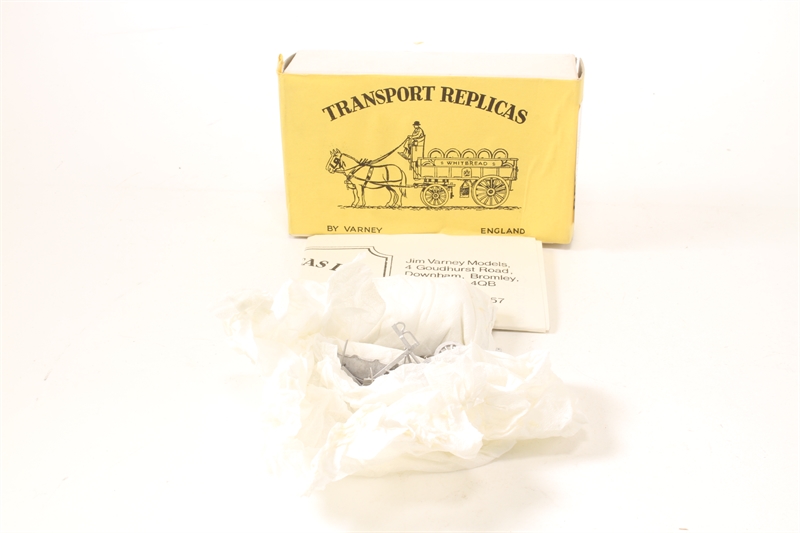 TRANSPORT REPLICAS
WHITBREAD
BY VARNEY ENGLAND
Jim Varney Models,
4 Goudhurst Road,
Downham, Bromley,
4QB
57